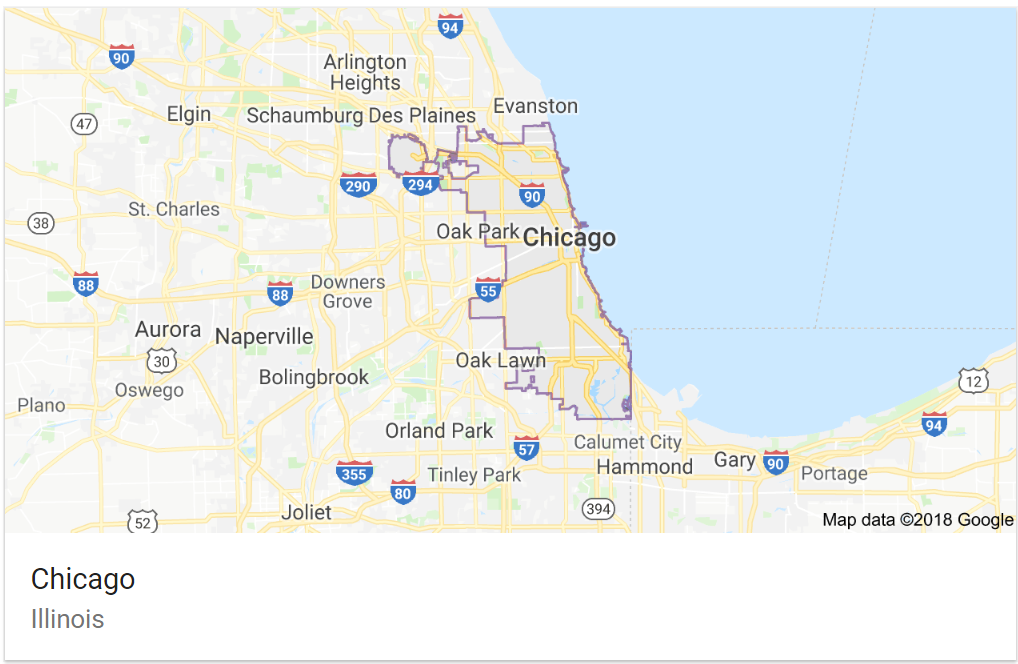 94
90
Arlington
Heights
Evanston
Elgin
Schaumburg
Des Plaines
47
290
294
90
St. Charles
38
Oak Park
Chicago
88
88
Downers
Grove
55
Aurora
Naperville
30
Oak Lawn
Bolingbrook
Oswego
12
Plano
Orland Park
94
Calumet City
57
Hammond
Gary
90
Portage
355
Tinley Park
80
Joliet
394
52
Map data ©2018 Google
Chicago
Illinois